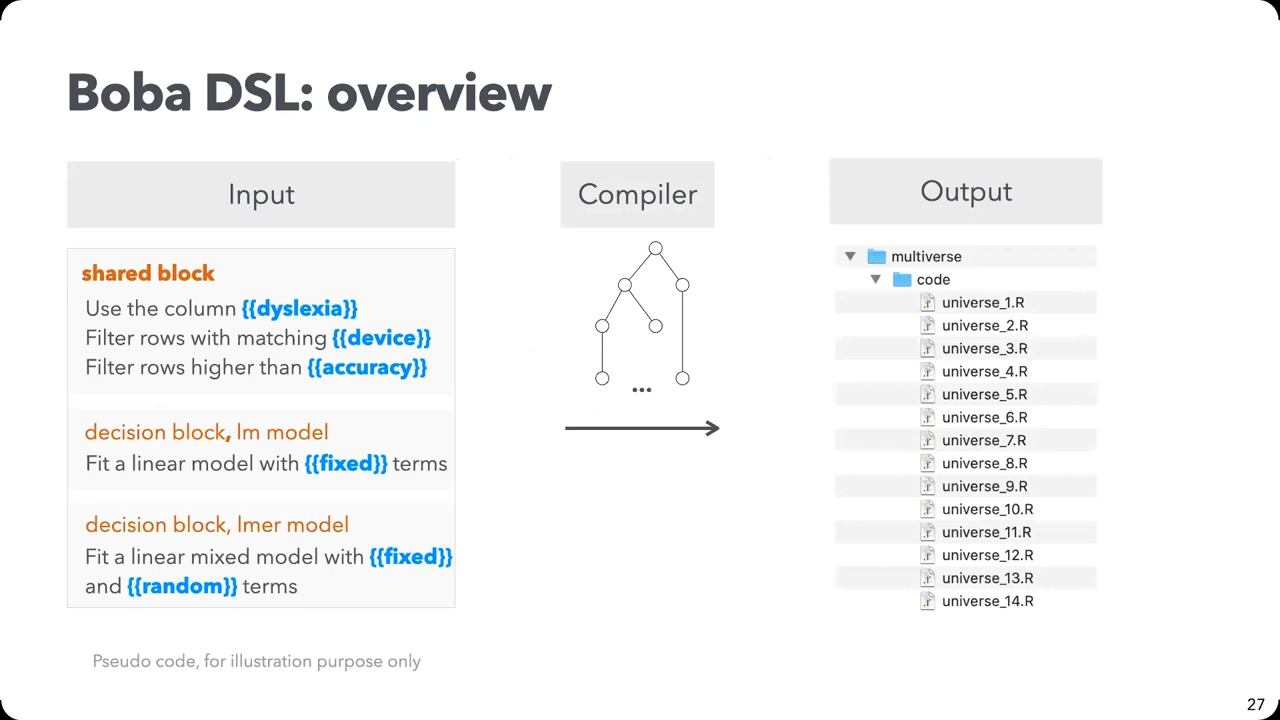 Boba DSL: overview
Input
shared block
Use the column {{dyslexia}}
Filter rows with matching {{device}}
Filter rows higher than {{accuracy}}
decision block, lm model
Fit a linear model with {{fixed}} terms
decision block, lmer model
Fit a linear mixed model with {{fixed}}
and {{random}} terms
Pseudo code, for illustration purpose only
Compiler
...
Output
multiverse
code
universe_1.R
universe_2.R
universe_3.R
universe_4.R
universe_5.R
universe_6.R
universe_7.R
universe_8.R
universe_9.R
universe_10.R
universe_11.R
universe_12.R
universe_13.R
universe_14.R
27